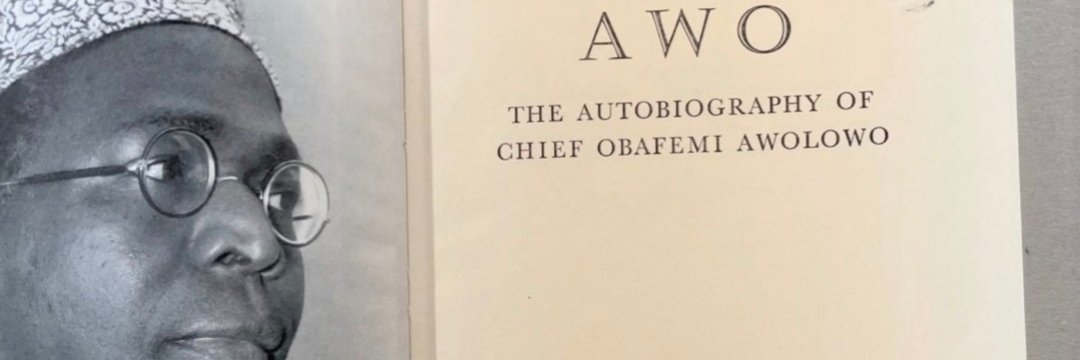 AWO
THE AUTOBIOGRAPHY OF
CHIEF OBAFEMI AWOLOWO